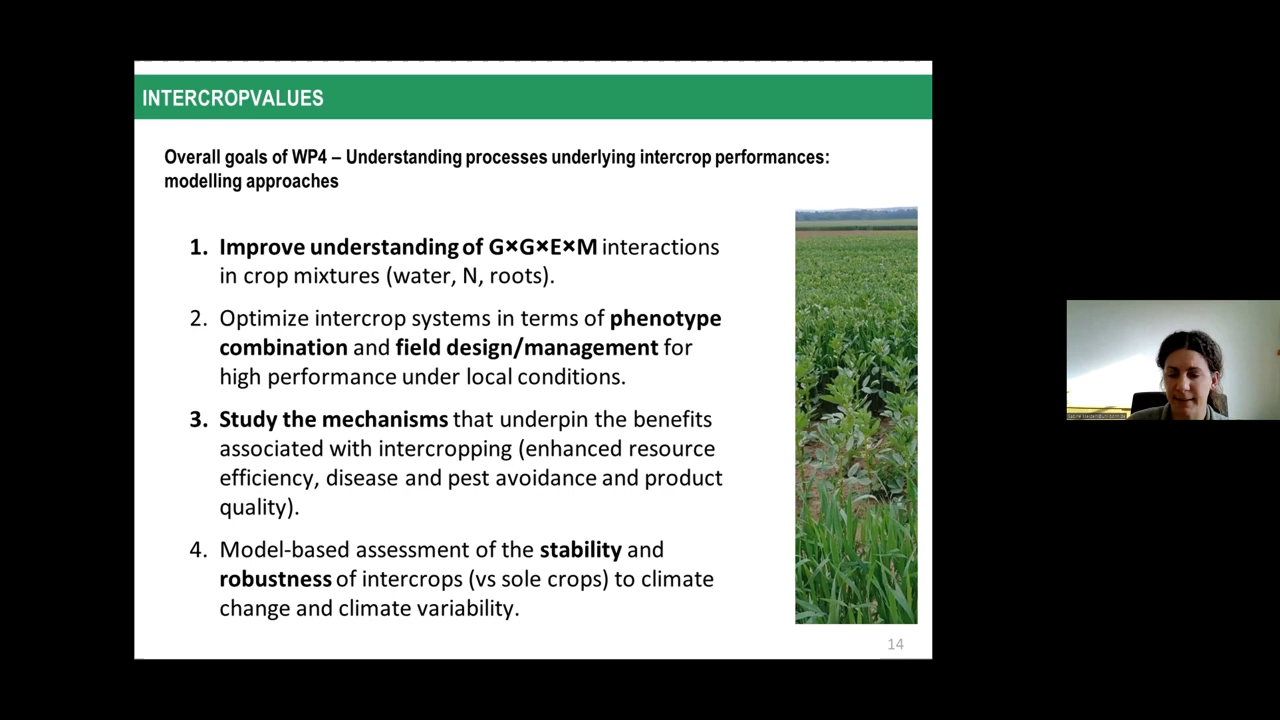 INTERCROPVALUES
Overall goals of WP4 – Understanding processes underlying intercrop performances:
modelling approaches
1. Improve understanding of G×G×E×M interactions
in crop mixtures (water, N, roots).
2. Optimize intercrop systems in terms of phenotype
combination and field design/management for
high performance under local conditions.
3. Study the mechanisms that underpin the benefits
associated with intercropping (enhanced resource
efficiency, disease and pest avoidance and product
quality).
4. Model-based assessment of the stability and
robustness of intercrops (vs sole crops) to climate
change and climate variability.
14